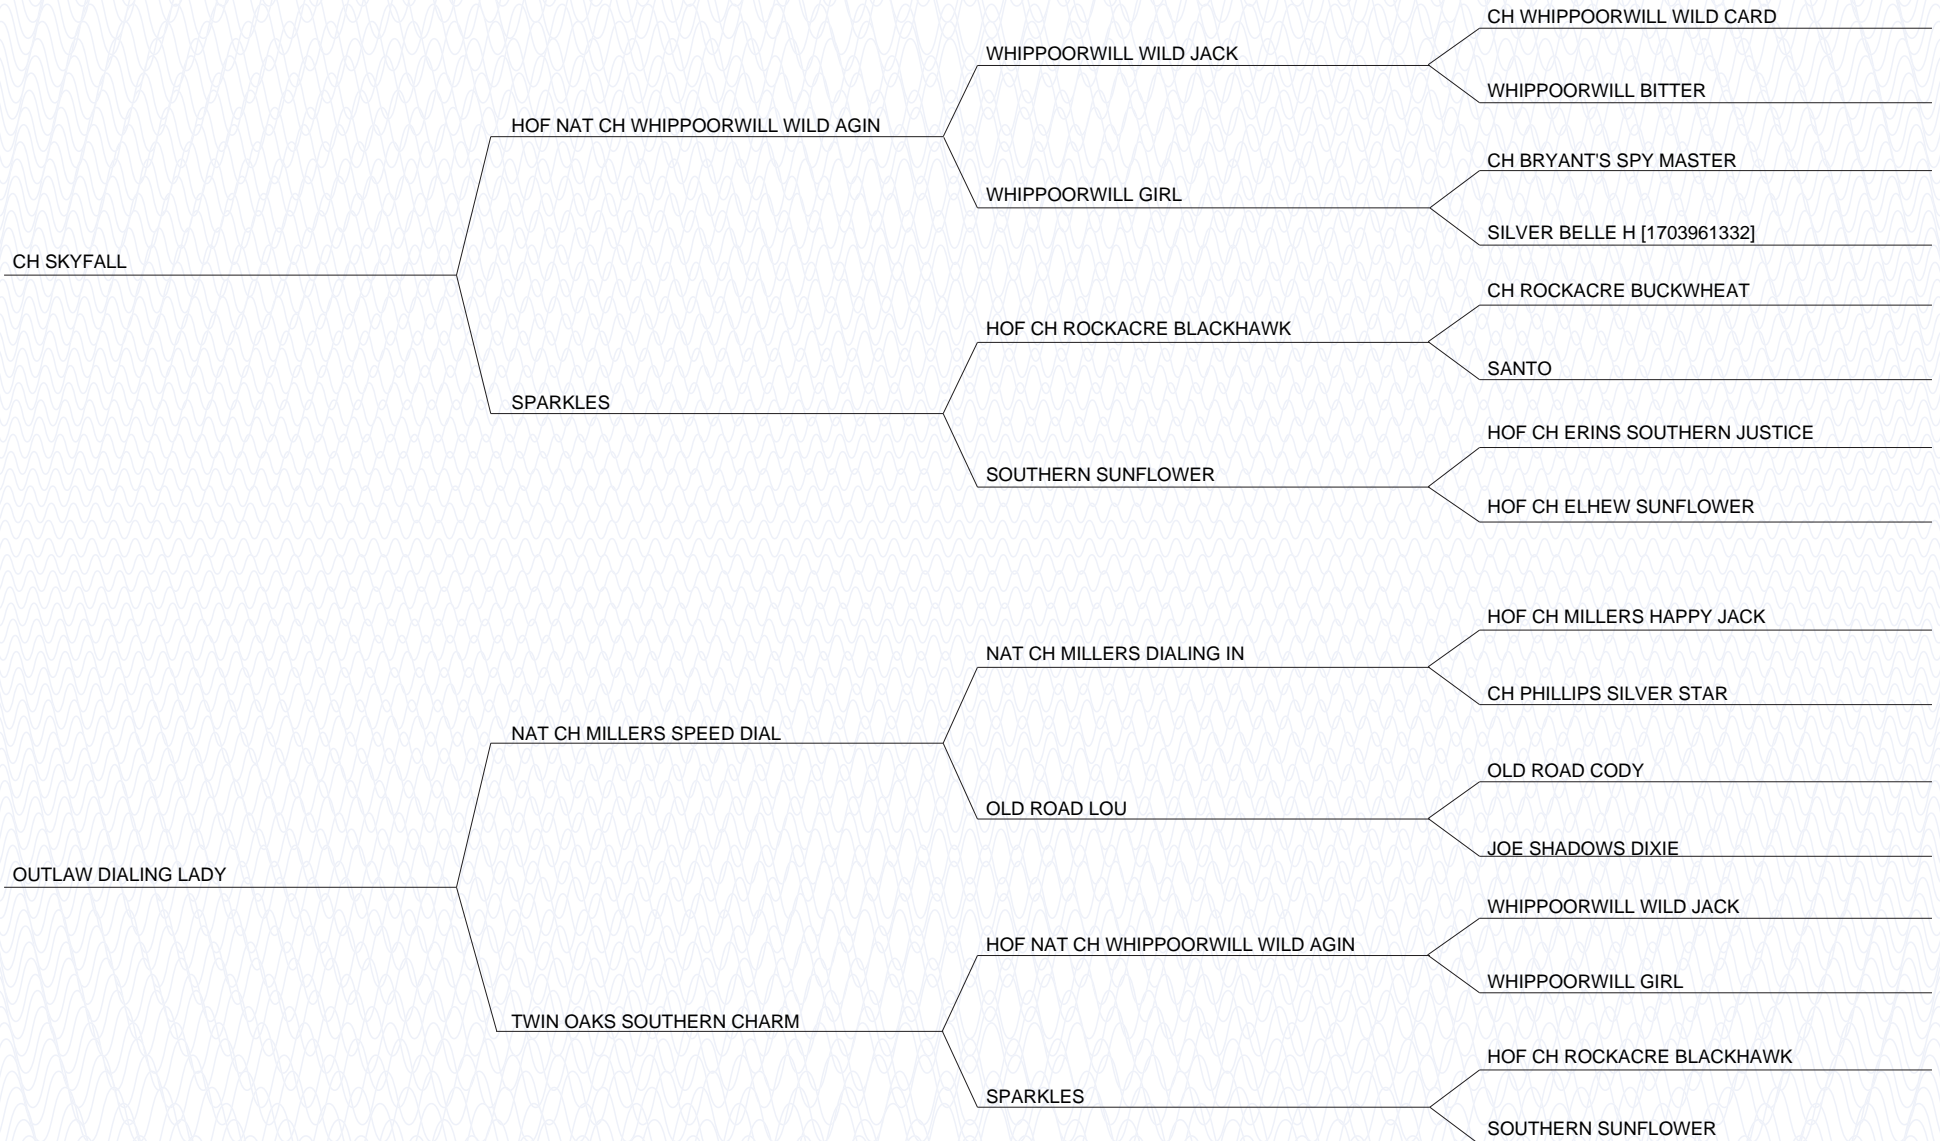 CH WHIPPOORWILL WILD CARD
WHIPPOORWILL WILD JACK
WHIPPOORWILL BITTER
HOF NAT CH WHIPPOORWILL WILD AGIN
CH BRYANT'S SPY MASTER
WHIPPOORWILL GIRL
SILVER BELLE H [1703961332]
CH SKYFALL
CH ROCKACRE BUCKWHEAT
HOF CH ROCKACRE BLACKHAWK
SANTO
SPARKLES
HOF CH ERINS SOUTHERN JUSTICE
SOUTHERN SUNFLOWER
HOF CH ELHEW SUNFLOWER
HOF CH MILLERS HAPPY JACK
NAT CH MILLERS DIALING IN
CH PHILLIPS SILVER STAR
NAT CH MILLERS SPEED DIAL
OLD ROAD CODY
OLD ROAD LOU
JOE SHADOWS DIXIE
OUTLAW DIALING LADY
WHIPPOORWILL WILD JACK
HOF NAT CH WHIPPOORWILL WILD AGIN
WHIPPOORWILL GIRL
TWIN OAKS SOUTHERN CHARM
HOF CH ROCKACRE BLACKHAWK
SPARKLES
SOUTHERN SUNFLOWER